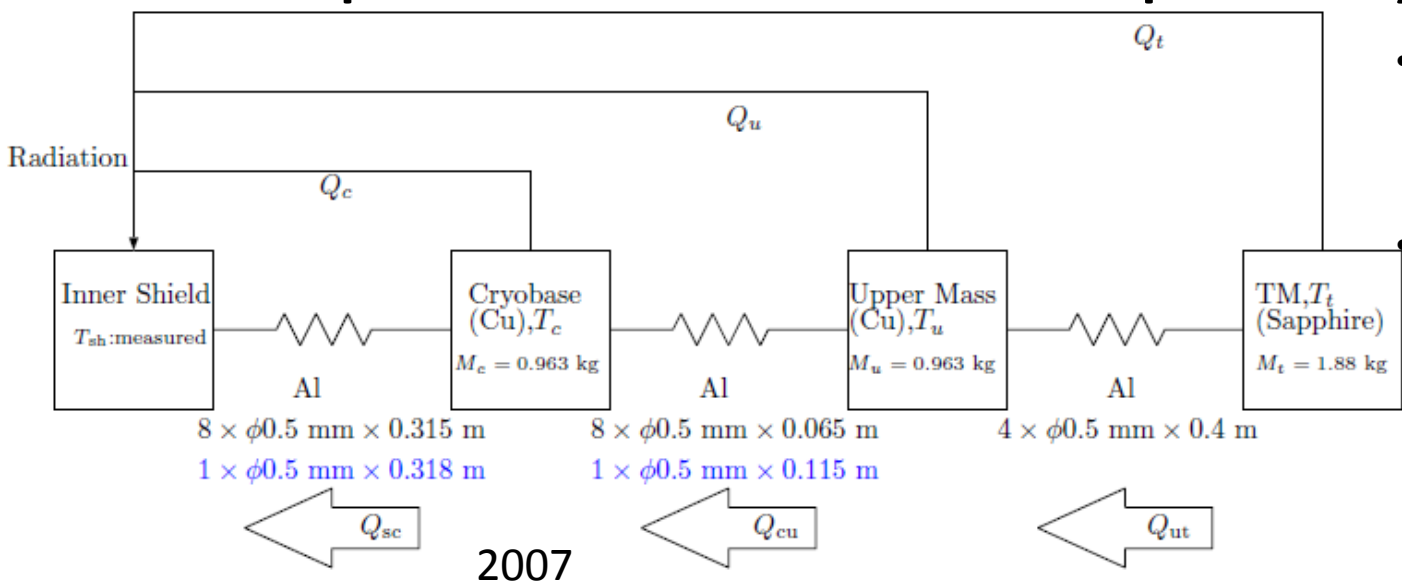 Q_t
Q_u
Radiation
Q_c
Inner Shield
T_sh:measured
Cryobase
(Cu),T_c
M_c = 0.963 kg
Upper Mass
(Cu),T_u
M_u = 0.963 kg
TM,T_t
(Sapphire)
M_t = 1.88 kg
Al
Al
Al
8 × ϕ0.5 mm × 0.315 m
8 × ϕ0.5 mm × 0.065 m
4 × ϕ0.5 mm × 0.4 m
1 × ϕ0.5 mm × 0.318 m
1 × ϕ0.5 mm × 0.115 m
Q_sc
Q_cu
Q_ut
2007